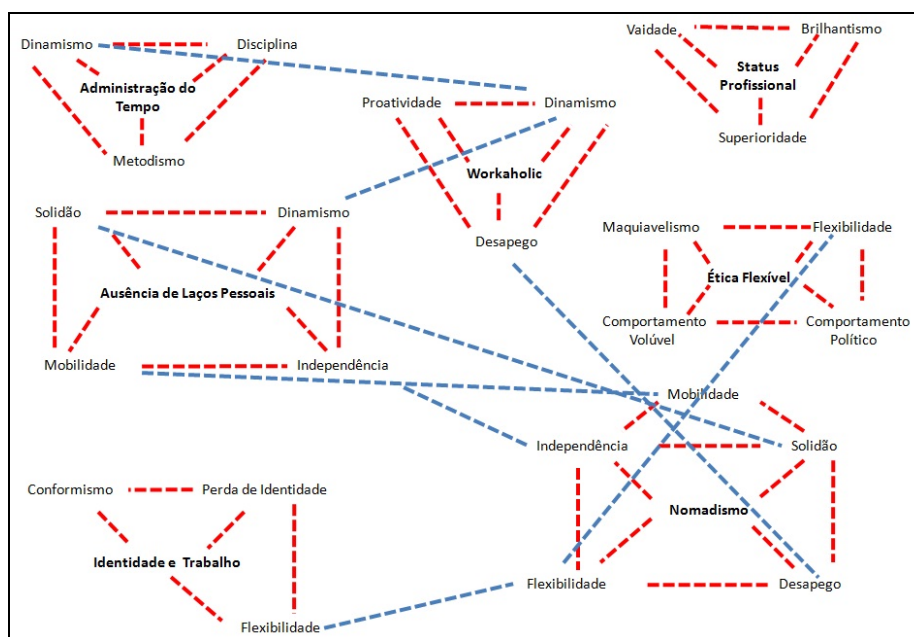 Dinamismo
Disciplina
Administração do
Tempo
Metodismo
Vaidade
Brilhantismo
Status
Profissional
Superioridade
Proatividade
Dinamismo
Workaholic
Desapego
Solidão
Dinamismo
Ausência de Laços Pessoais
Mobilidade
Independência
Maquiavelismo
Flexibilidade
Ética Flexível
Comportamento
Volúvel
Comportamento
Político
Mobilidade
Independência
Solidão
Nomadismo
Flexibilidade
Desapego
Conformismo
Perda de Identidade
Identidade e Trabalho
Flexibilidade